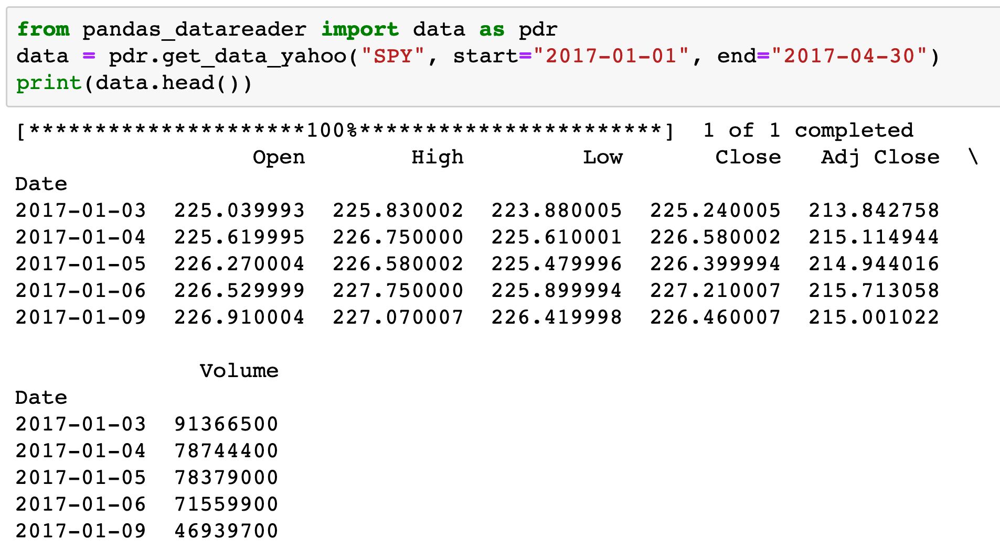 from pandas_datareader import data as pdr
data = pdr.get_data_yahoo("SPY", start="2017-01-01", end="2017-04-30")
print(data.head())
[*********************100%***********************]  1 of 1 completed
                  Open        High         Low       Close   Adj Close  \
Date
2017-01-03  225.039993  225.830002  223.880005  225.240005  213.842758
2017-01-04  225.619995  226.750000  225.610001  226.580002  215.114944
2017-01-05  226.270004  226.580002  225.479996  226.399994  214.944016
2017-01-06  226.529999  227.750000  225.899994  227.210007  215.713058
2017-01-09  226.910004  227.070007  226.419998  226.460007  215.001022
              Volume
Date
2017-01-03  91366500
2017-01-04  78744400
2017-01-05  78379000
2017-01-06  71559900
2017-01-09  46939700